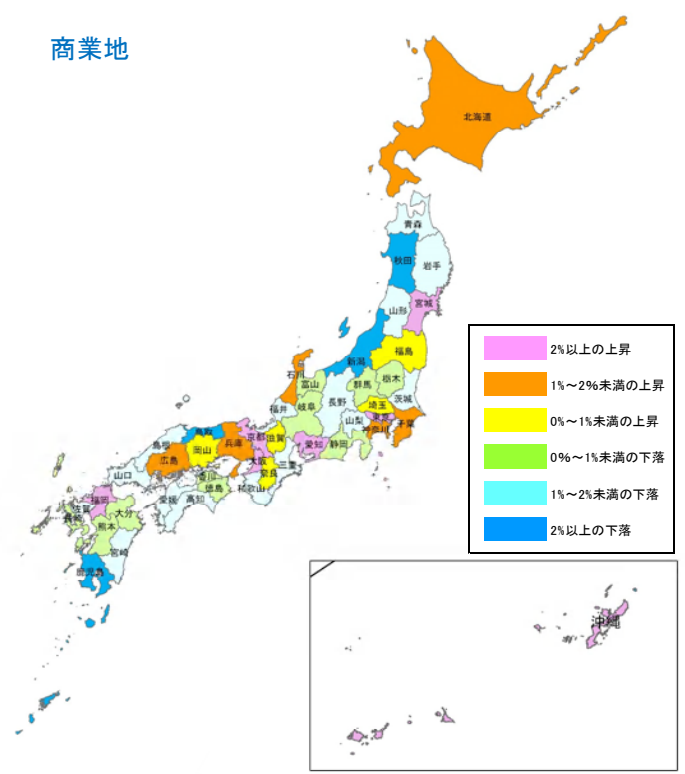 商業地
北海道
青森
秋田
岩手
山形
宮城
新潟
福島
石川
富山
群馬
栃木
福井
岐阜
長野
埼玉
茨城
山梨
東京
千葉
神奈川
島根
鳥取
岡山
兵庫
京都
滋賀
愛知
静岡
広島
大阪
奈良
三重
和歌山
山口
香川
徳島
愛媛
高知
福岡
佐賀
長崎
大分
熊本
宮崎
鹿児島
2%以上の上昇
1%~2%未満の上昇
0%~1%未満の上昇
0%~1%未満の下落
1%~2%未満の下落
2%以上の下落
沖縄